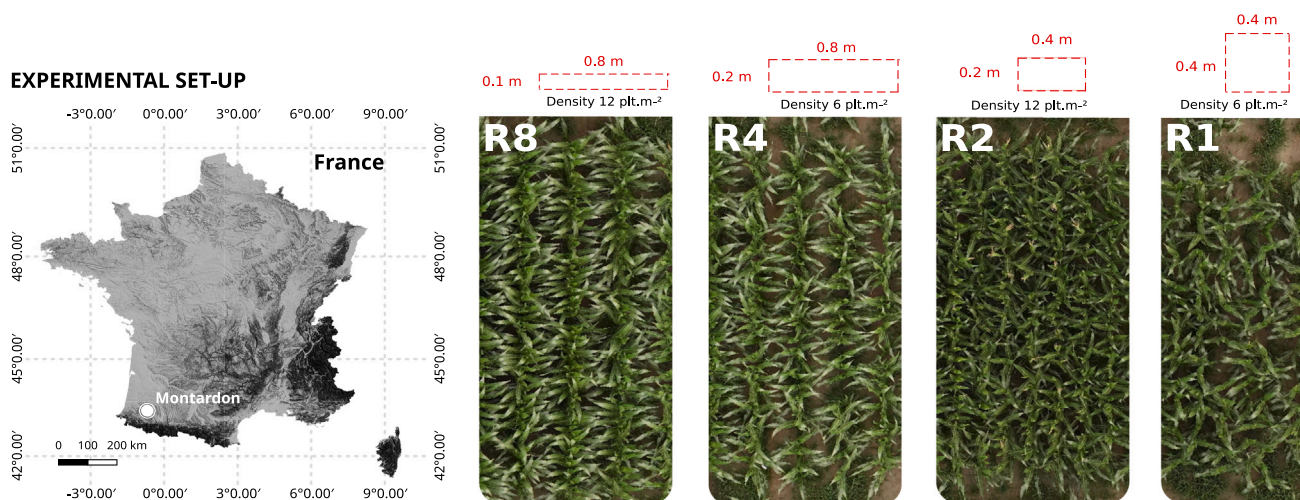 EXPERIMENTAL SET-UP
-3°0.00′ 0°0.00′ 3°0.00′ 6°0.00′ 9°0.00′
51°0.00′ 51°0.00′
France
48°0.00′ 48°0.00′
45°0.00′ 45°0.00′
Montardon
0 100 200 km
42°0.00′ 42°0.00′
-3°0.00′ 0°0.00′ 3°0.00′ 6°0.00′ 9°0.00′
0.8 m
0.1 m
Density 12 plt.m⁻²
R8
0.8 m
0.2 m
Density 6 plt.m⁻²
R4
0.4 m
0.2 m
Density 12 plt.m⁻²
R2
0.4 m
0.4 m
Density 6 plt.m⁻²
R1